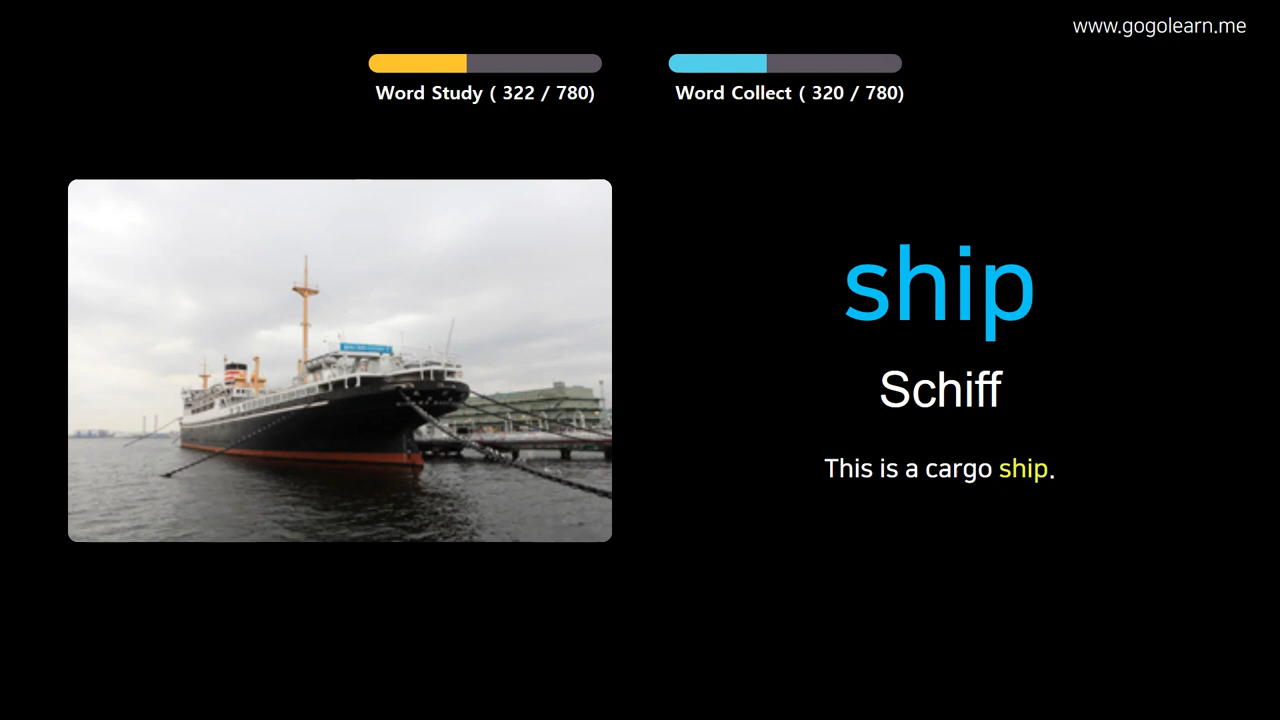 www.gogolearn.me
Word Study ( 322 / 780)
Word Collect ( 320 / 780)
ship
Schiff
This is a cargo ship.